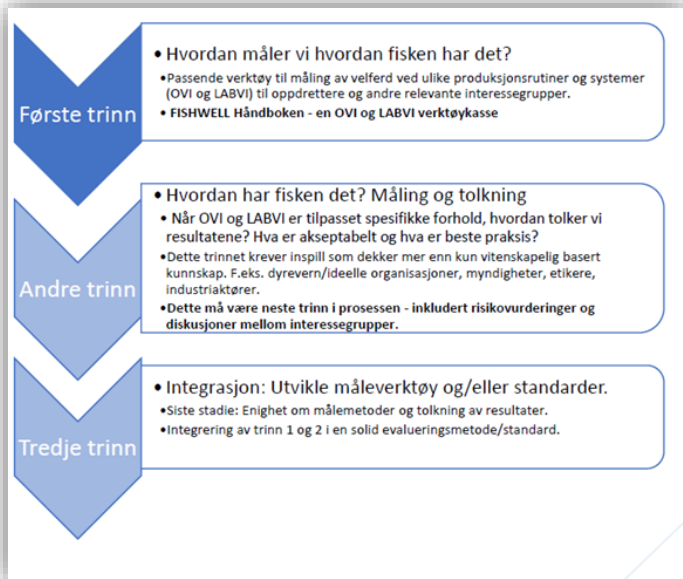 Første trinn
• Hvordan måler vi hvordan fisken har det?
•Passende verktøy til måling av velferd ved ulike produksjonsrutiner og systemer
(OVI og LABVI) til oppdrettere og andre relevante interessegrupper.
• FISHWELL Håndboken - en OVI og LABVI verktøykasse
Andre trinn
• Hvordan har fisken det? Måling og tolkning
• Når OVI og LABVI er tilpasset spesifikke forhold, hvordan tolker vi
resultatene? Hva er akseptabelt og hva er beste praksis?
•Dette trinnet krever inspill som dekker mer enn kun vitenskapelig basert
kunnskap. F.eks. dyrevern/ideelle organisasjoner, myndigheter, etikere,
industriaktører.
•Dette må være neste trinn i prosessen - inkludert risikovurderinger og
diskusjoner mellom interessegrupper.
Tredje trinn
• Integrasjon: Utvikle måleverktøy og/eller standarder.
•Siste stadie: Enighet om målemetoder og tolkning av resultater.
•Integrering av trinn 1 og 2 i en solid evalueringsmetode/standard.